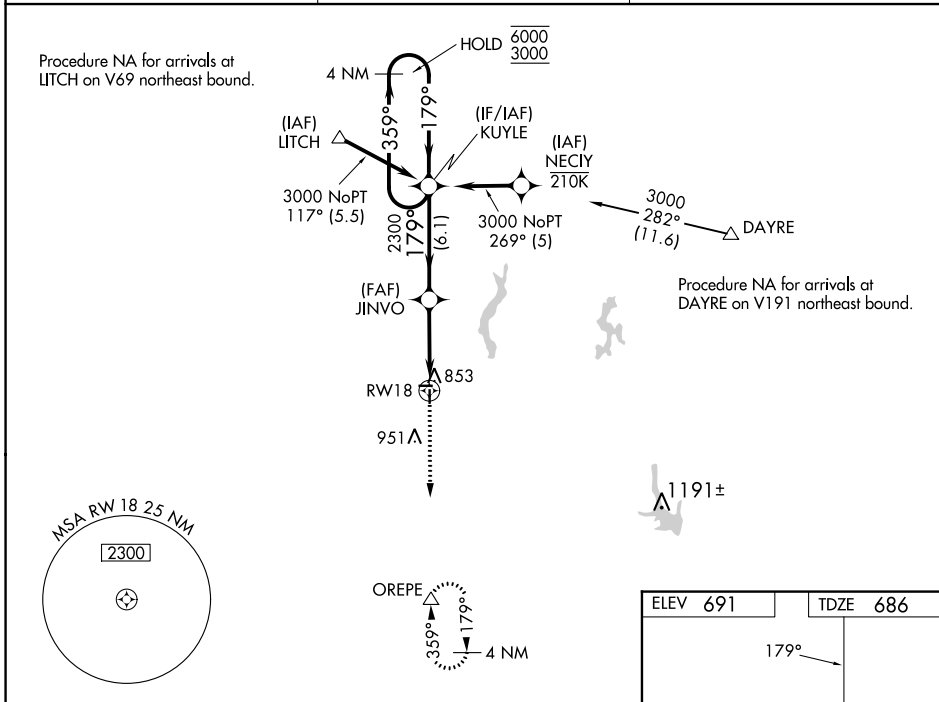 Procedure NA for arrivals at
LITCH on V69 northeast bound.
HOLD
6000
3000
4 NM
359°
179°
(IAF)
LITCH
(IF/IAF)
KUYLE
(IAF)
NECIY
210K
3000 NoPT
117° (5.5)
3000 NoPT
269° (5)
3000
282°
(11.6)
DAYRE
2300
179°
(6.1)
Procedure NA for arrivals at
DAYRE on V191 northeast bound.
(FAF)
JINVO
853
RW18
951
1191±
MSA RW 18 25 NM
2300
OREPE
359°
179°
4 NM
ELEV 691
TDZE 686
179°